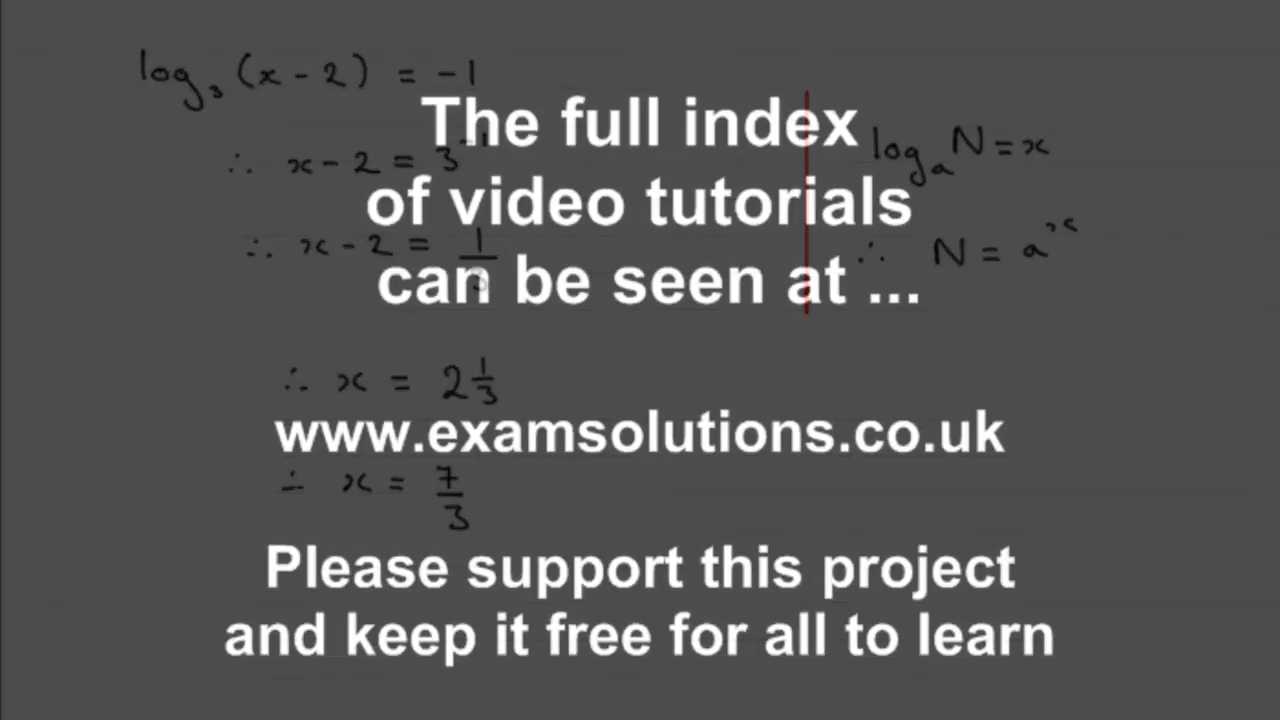 log₃ (x - 2) = -1
∴ x - 2 = 3⁻¹
∴ x - 2 = 1/3
∴ x = 2 1/3
∴ x = 7/3
logₐ N = x
∴ N = aˣ
The full index
of video tutorials
can be seen at ...
www.examsolutions.co.uk
Please support this project
and keep it free for all to learn